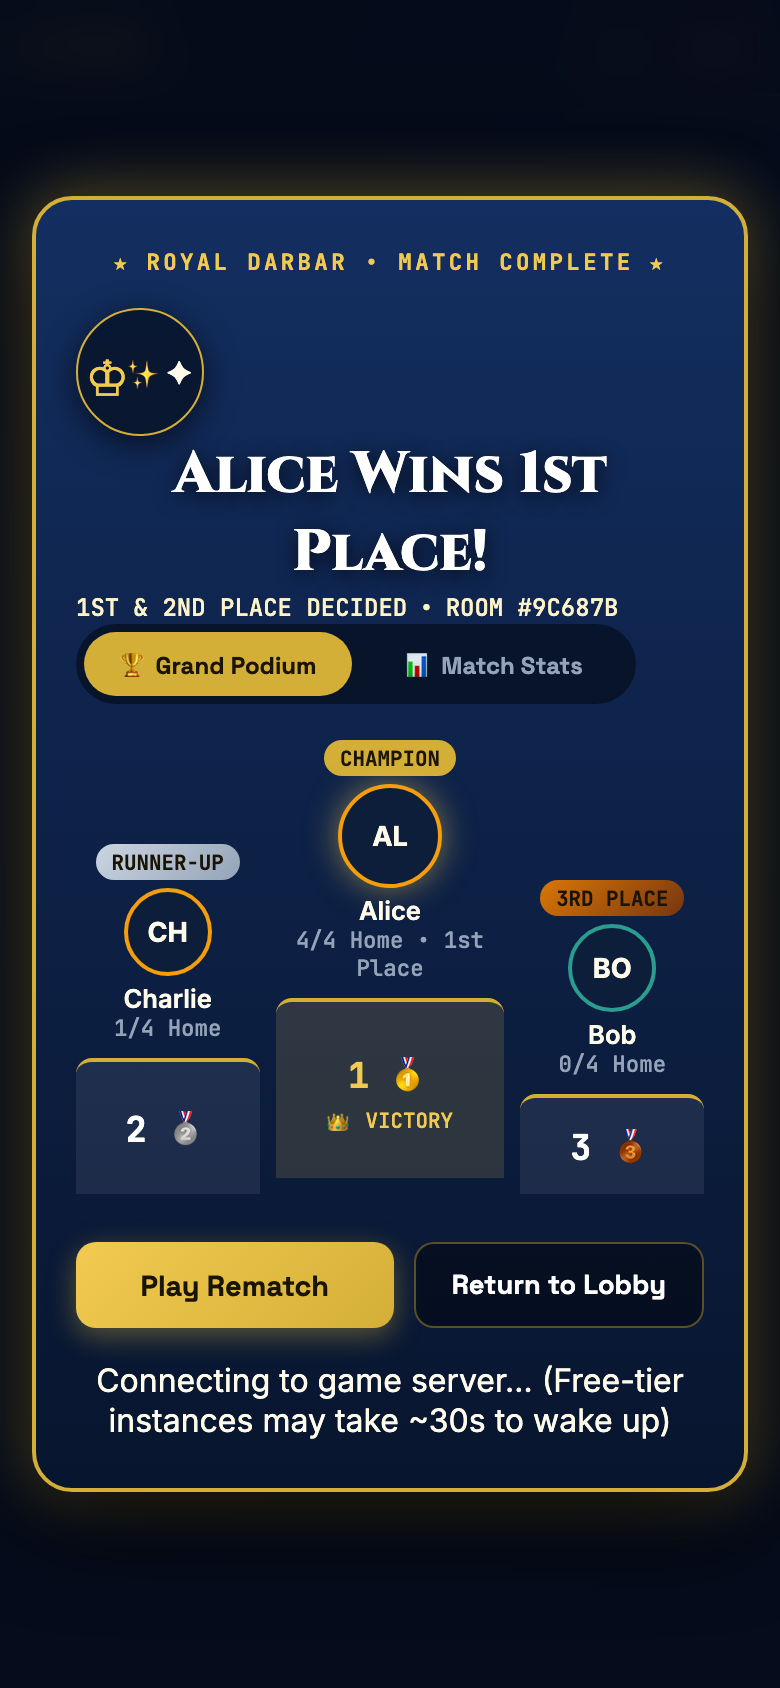 ★ ROYAL DARBAR • MATCH COMPLETE ★
Alice Wins 1st
Place!
1ST & 2ND PLACE DECIDED • ROOM #9C687B
🏆 Grand Podium
📊 Match Stats
CHAMPION
AL
Alice
4/4 Home • 1st
Place
1 🥇
👑 VICTORY
RUNNER-UP
CH
Charlie
1/4 Home
2 🥈
3RD PLACE
BO
Bob
0/4 Home
3 🥉
Play Rematch
Return to Lobby
Connecting to game server... (Free-tier
instances may take ~30s to wake up)